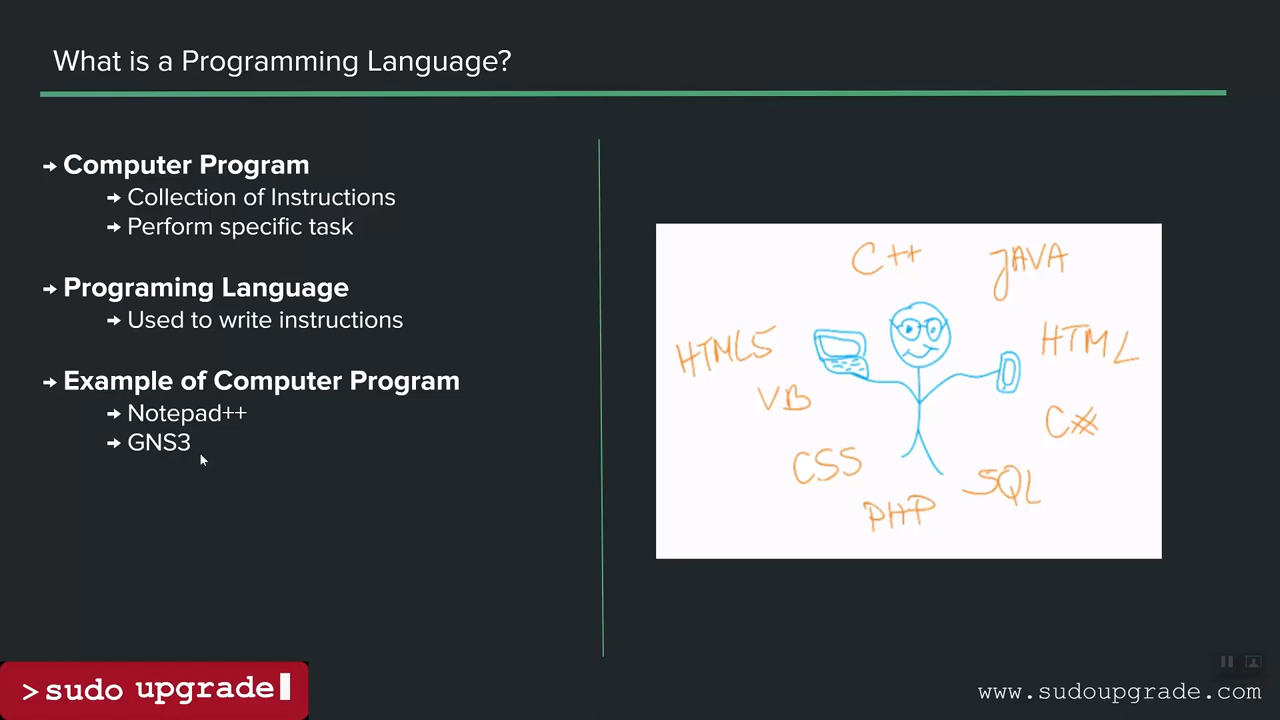 What is a Programming Language?
→ Computer Program
→ Collection of Instructions
→ Perform specific task
→ Programing Language
→ Used to write instructions
→ Example of Computer Program
→ Notepad++
→ GNS3
C++
JAVA
HTML5
HTML
VB
C#
CSS
SQL
PHP
>sudo upgrade
www.sudoupgrade.com